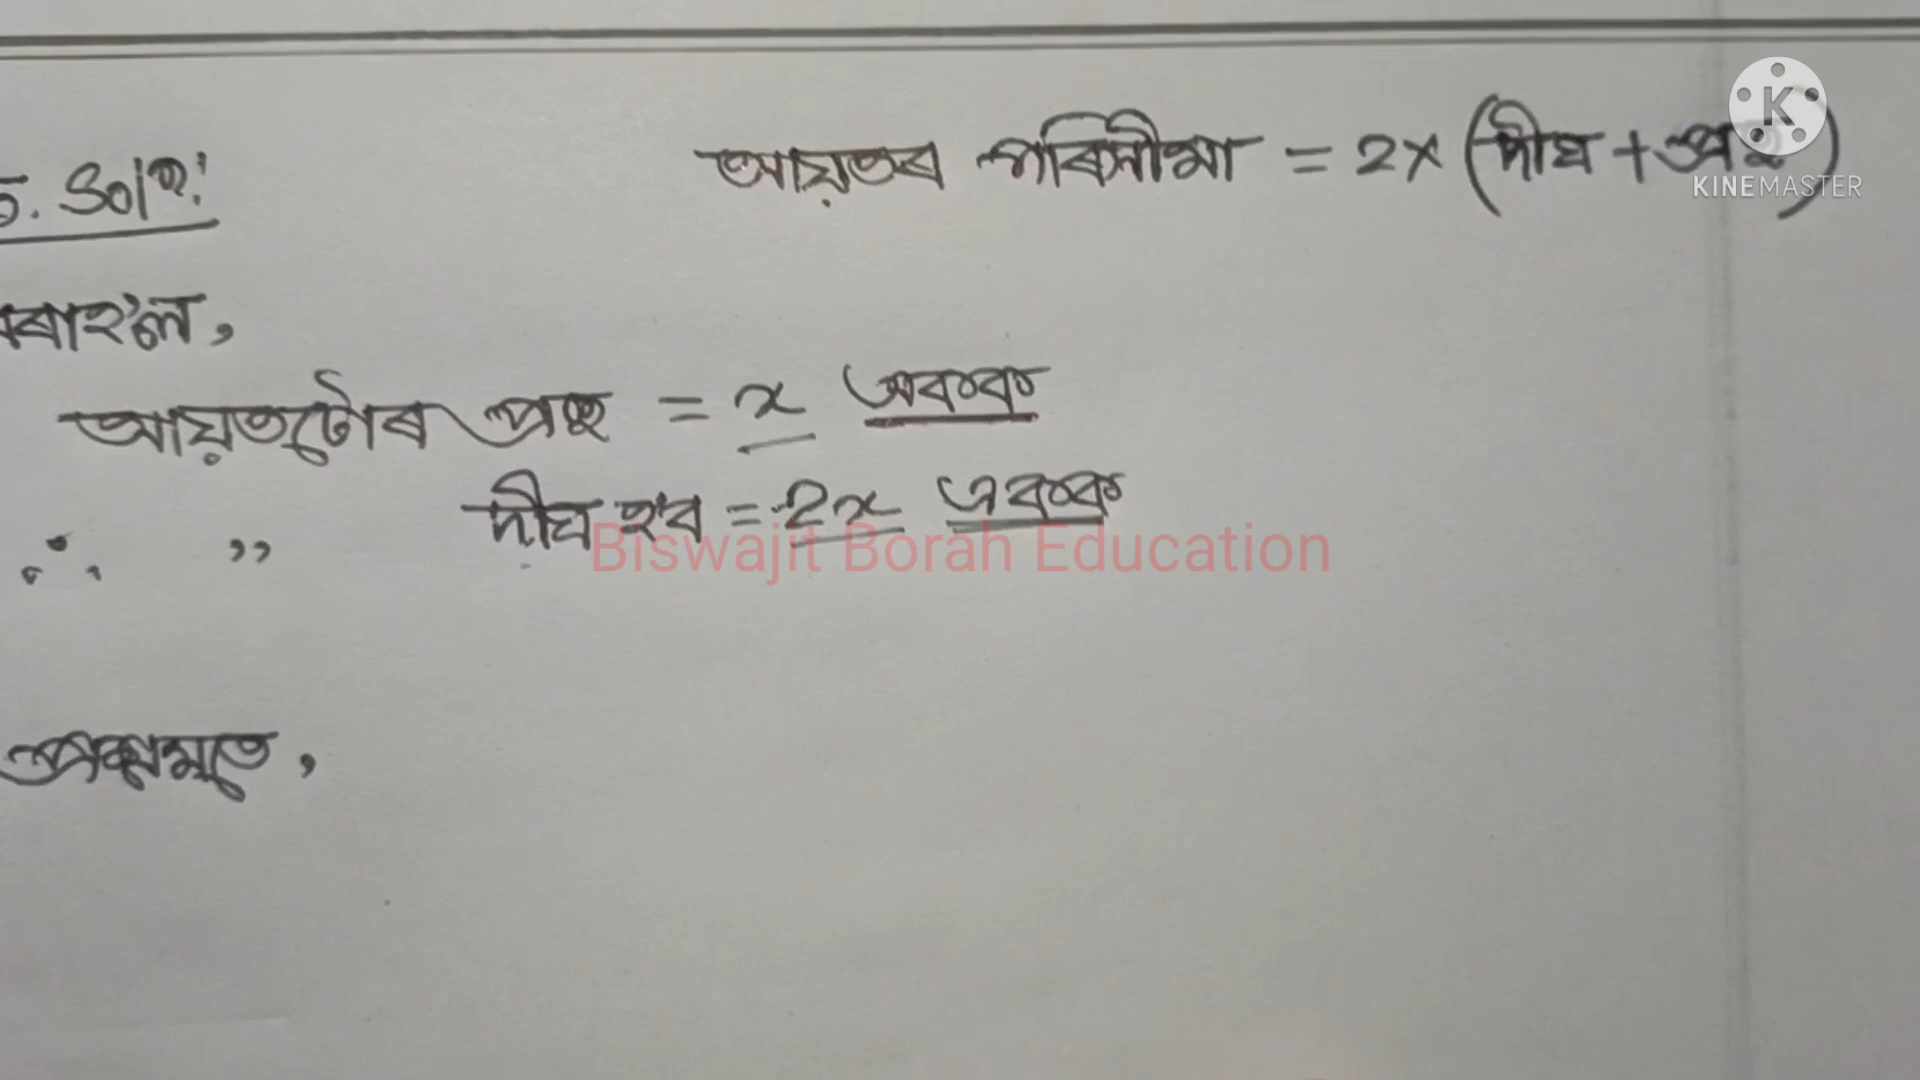 আয়তৰ পৰিসীমা = 2× (দীঘ + প্ৰস্থ)
KINEMASTER
5. Solⁿ:
ধৰাহ'ল,
আয়তটোৰ প্ৰস্থ = x একক
∴ ,, দীঘ হ'ব = 2x একক
Biswajit Borah Education
প্ৰশ্নমতে,